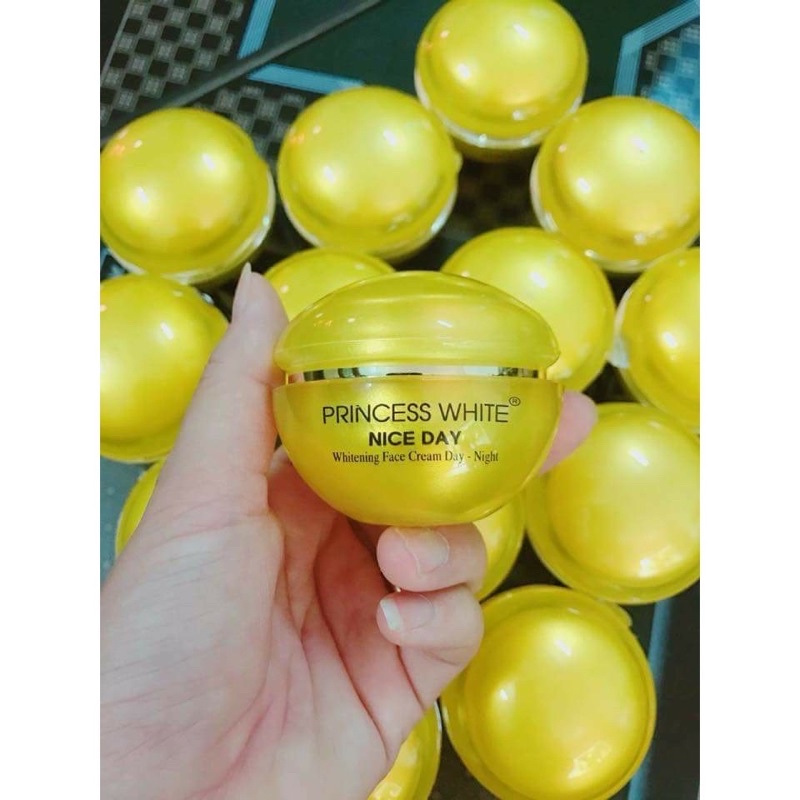 PRINCESS WHITE®
NICE DAY
Whitening Face Cream Day - Night